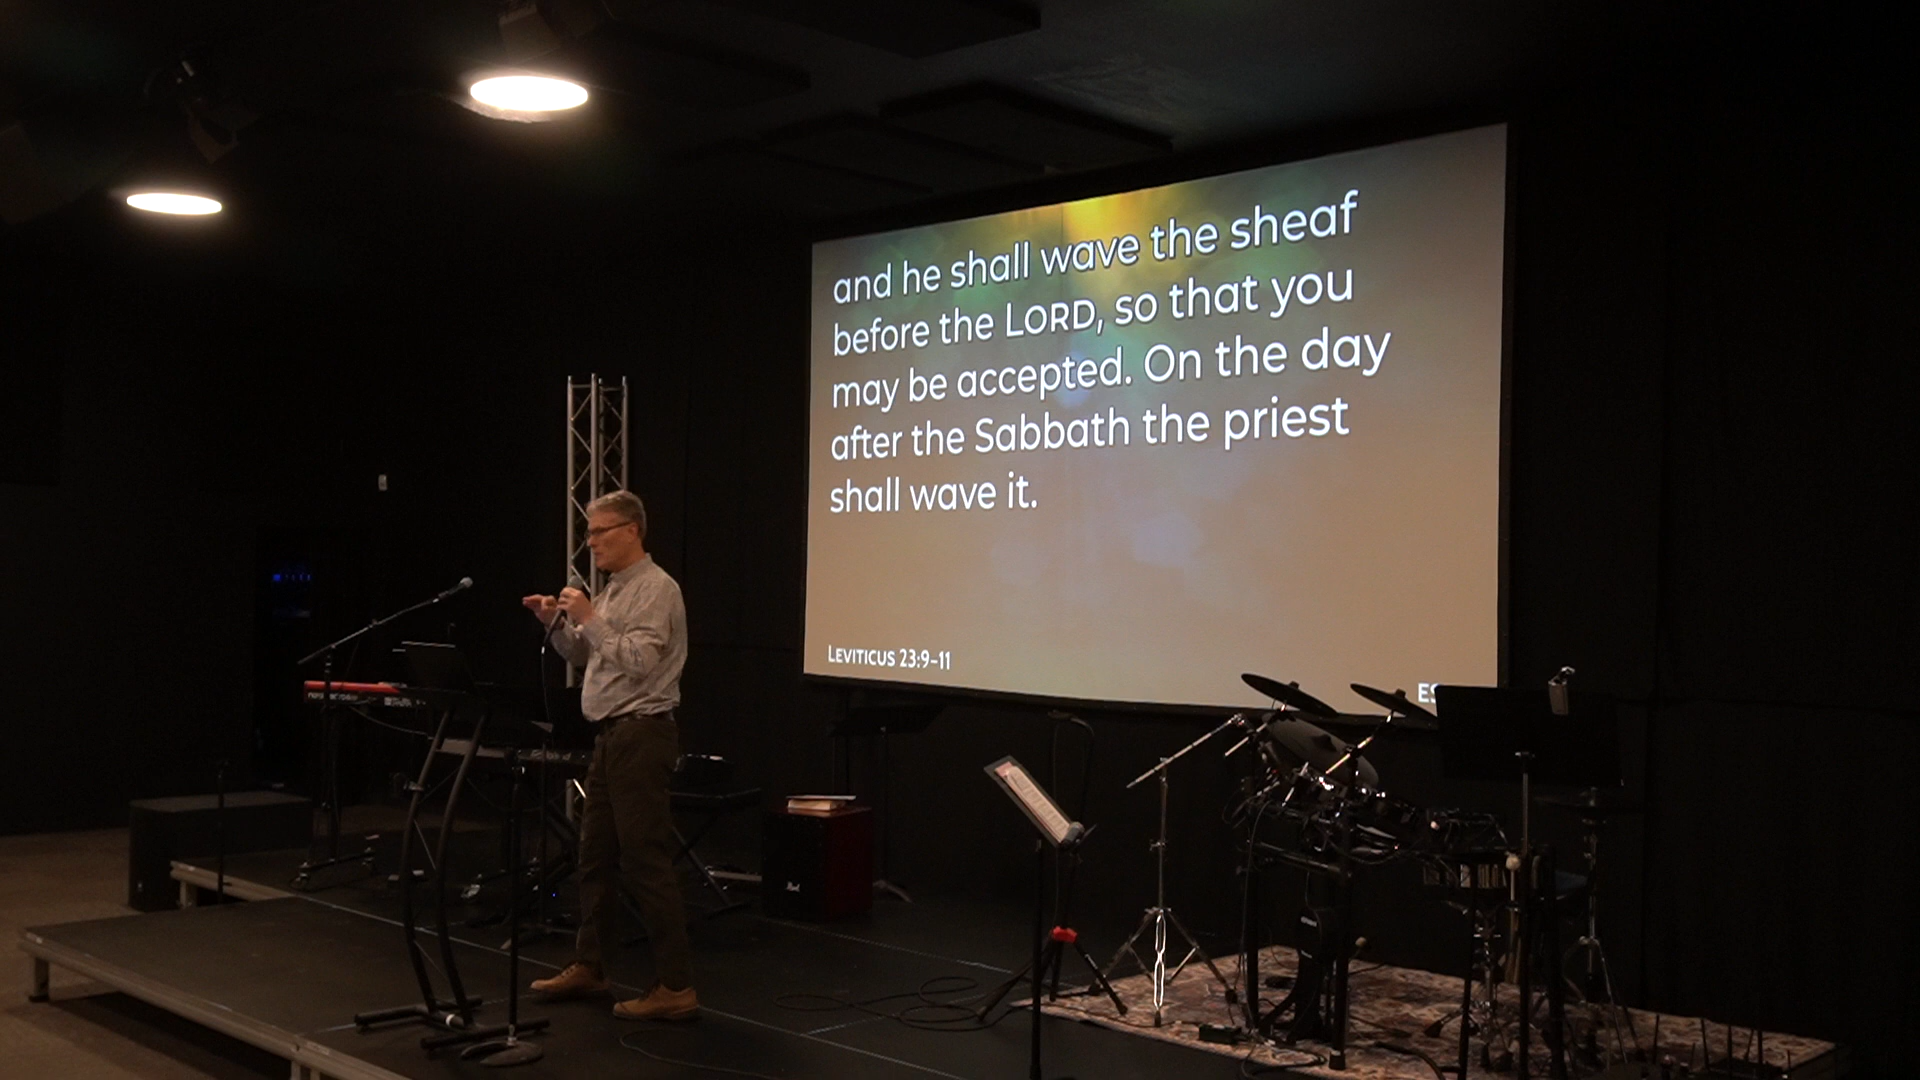 and he shall wave the sheaf
before the LORD, so that you
may be accepted. On the day
after the Sabbath the priest
shall wave it.
LEVITICUS 23:9-11